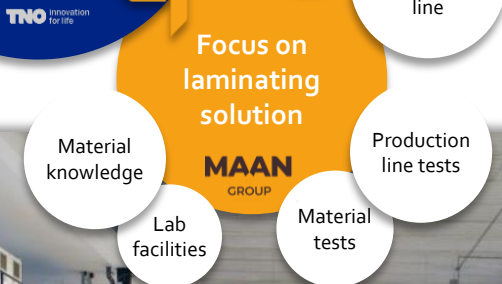 TNO innovation
for life
line
Focus on
laminating
solution
MAAN
GROUP
Material
knowledge
Production
line tests
Lab
facilities
Material
tests